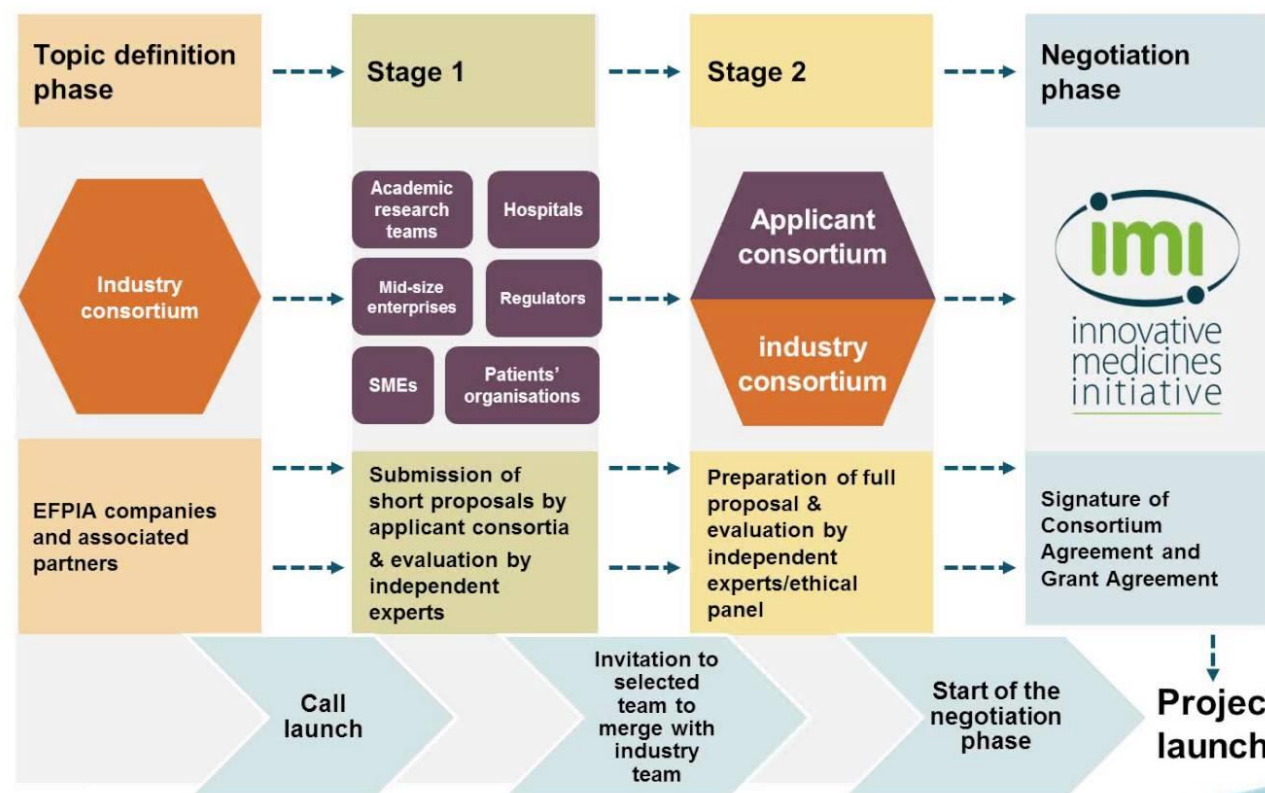 Topic definition
phase
Stage 1
Stage 2
Negotiation
phase
Industry
consortium
Academic
research
teams
Hospitals
Mid-size
enterprises
Regulators
SMEs
Patients’
organisations
Applicant
consortium
industry
consortium
imi
innovative
medicines
initiative
EFPIA companies
and associated
partners
Submission of
short proposals by
applicant consortia
& evaluation by
independent
experts
Preparation of full
proposal &
evaluation by
independent
experts/ethical
panel
Signature of
Consortium
Agreement and
Grant Agreement
Call
launch
Invitation to
selected
team to
merge with
industry
team
Start of the
negotiation
phase
Projec
launch